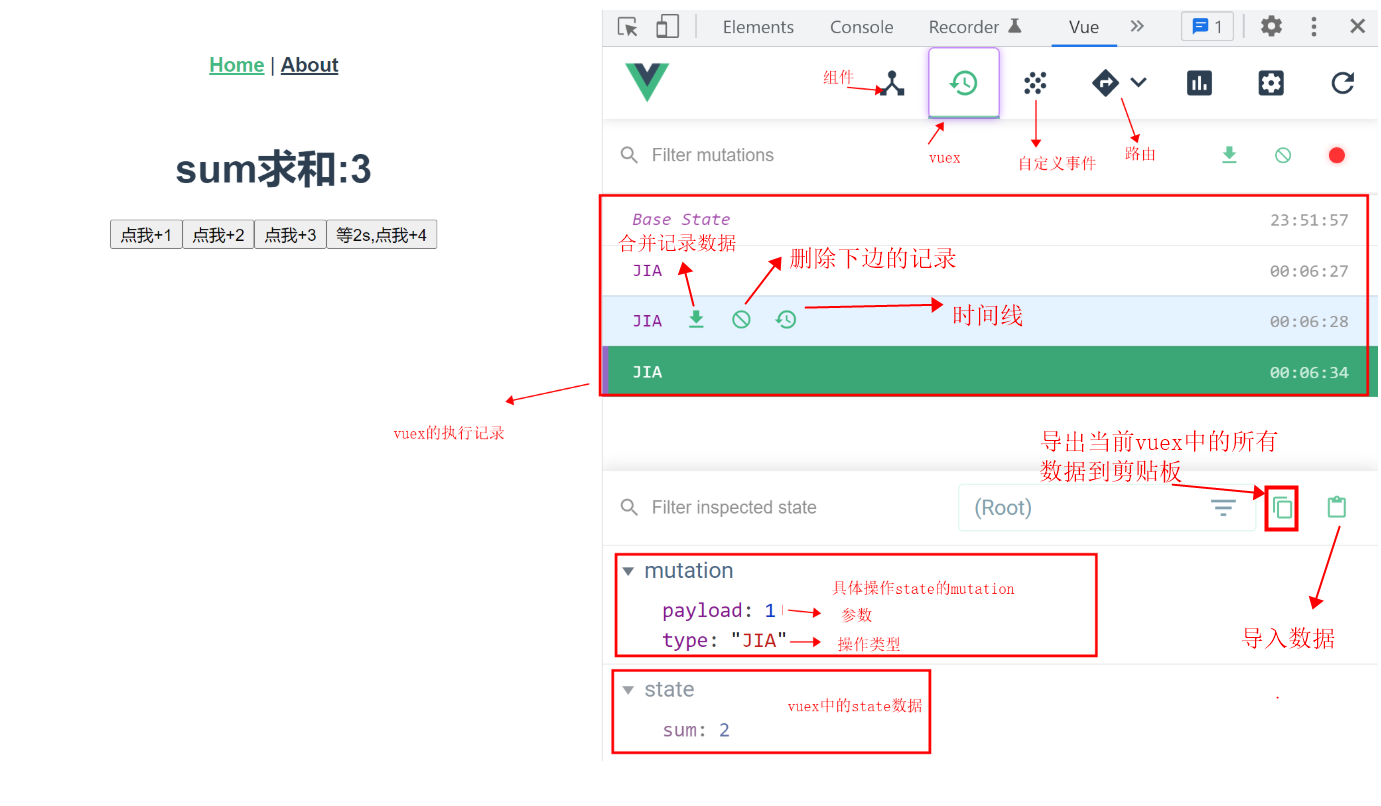 Home | About
sum求和:3
点我+1 点我+2 点我+3 等2s,点我+4
Elements Console Recorder Vue 1
组件
vuex
自定义事件
路由
Filter mutations
Base State 23:51:57
合并记录数据
删除下边的记录
JIA 00:06:27
时间线
JIA 00:06:28
JIA 00:06:34
vuex的执行记录
导出当前vuex中的所有
数据到剪贴板
Filter inspected state (Root)
mutation
具体操作state的mutation
payload: 1 参数
type: "JIA" 操作类型
导入数据
state
vuex中的state数据
sum: 2